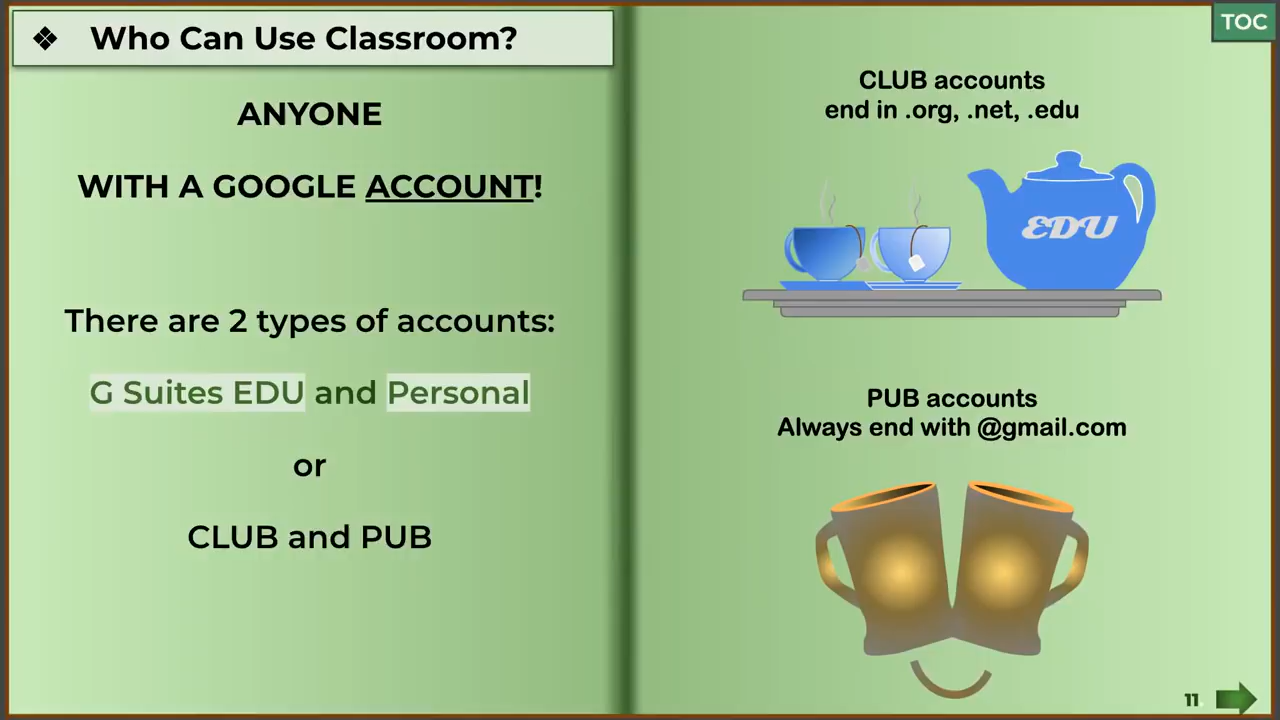 ❖ Who Can Use Classroom?
ANYONE
WITH A GOOGLE ACCOUNT!
There are 2 types of accounts:
G Suites EDU and Personal
or
CLUB and PUB
TOC
CLUB accounts
end in .org, .net, .edu
EDU
PUB accounts
Always end with @gmail.com
11